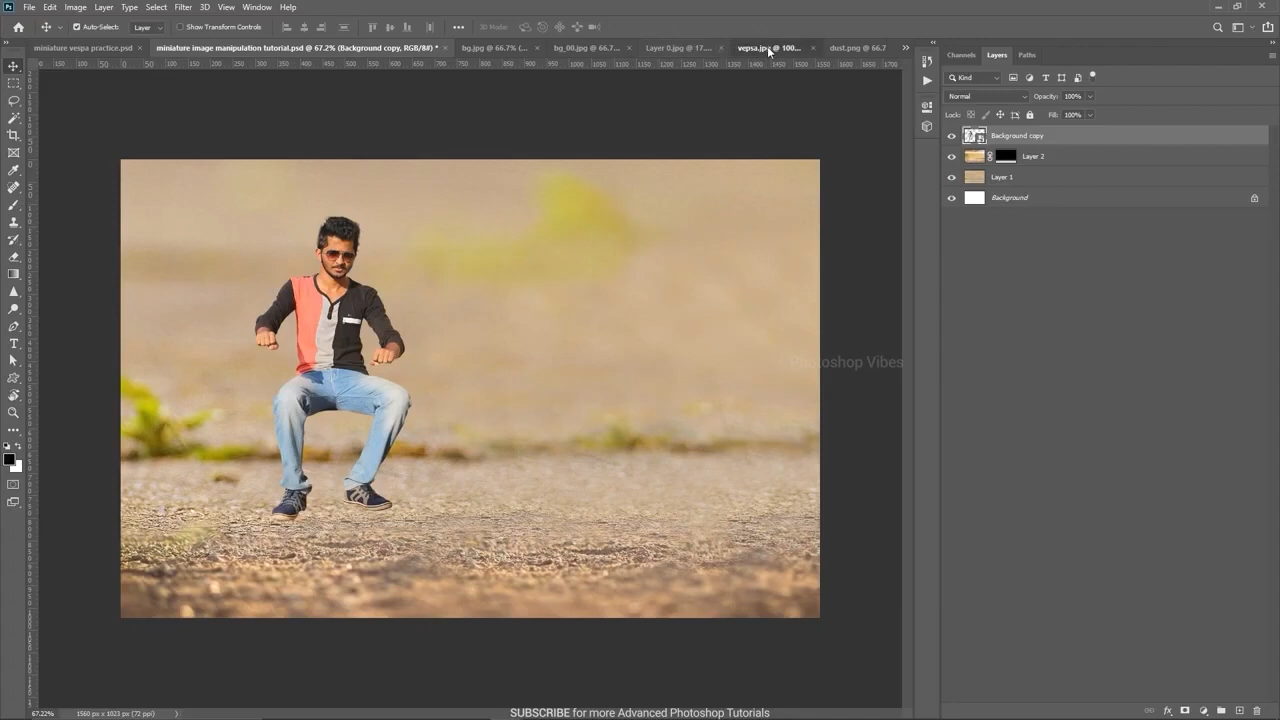 File Edit Image Layer Type Select Filter 3D View Window Help
Auto-Select: Layer Show Transform Controls 3D Mode:
miniature vespa practice.psd miniature image manipulation tutorial.psd @ 67.2% (Background copy, RGB/8#) * bg.jpg @ 66.7% (... bg_00.jpg @ 66.7... Layer 0.jpg @ 17.... vepsa.jpg @ 100... dust.png @ 66.7
Channels Layers Paths
Kind
Normal Opacity: 100%
Lock: Fill: 100%
Background copy
Layer 2
Layer 1
Background
Photoshop Vibes
67.22% 1560 px x 1023 px (72 ppi)
SUBSCRIBE for more Advanced Photoshop Tutorials